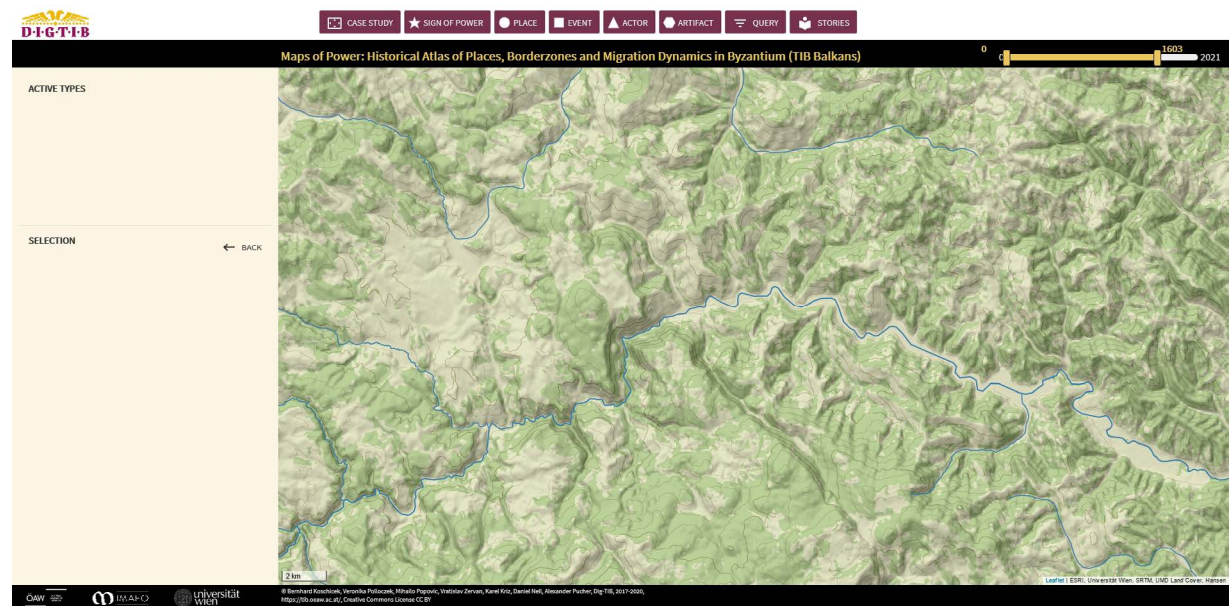 D·I·G·T·I·B
CASE STUDY
SIGN OF POWER
PLACE
EVENT
ACTOR
ARTIFACT
QUERY
STORIES
Maps of Power: Historical Atlas of Places, Borderzones and Migration Dynamics in Byzantium (TIB Balkans)
0
1603
0
2021
ACTIVE TYPES
SELECTION
BACK
2 km
Leaflet | ESRI, Universität Wien, SRTM, UMD Land Cover, Hansen
ÖAW
IMAFO
universität
wien
© Bernhard Koschicek, Veronika Polloczek, Mihailo Popovic, Vratislav Zervan, Karel Kriz, Daniel Nell, Alexander Pucher, Dig-TIB, 2017-2020,
https://tib.oeaw.ac.at/, Creative Commons License CC BY